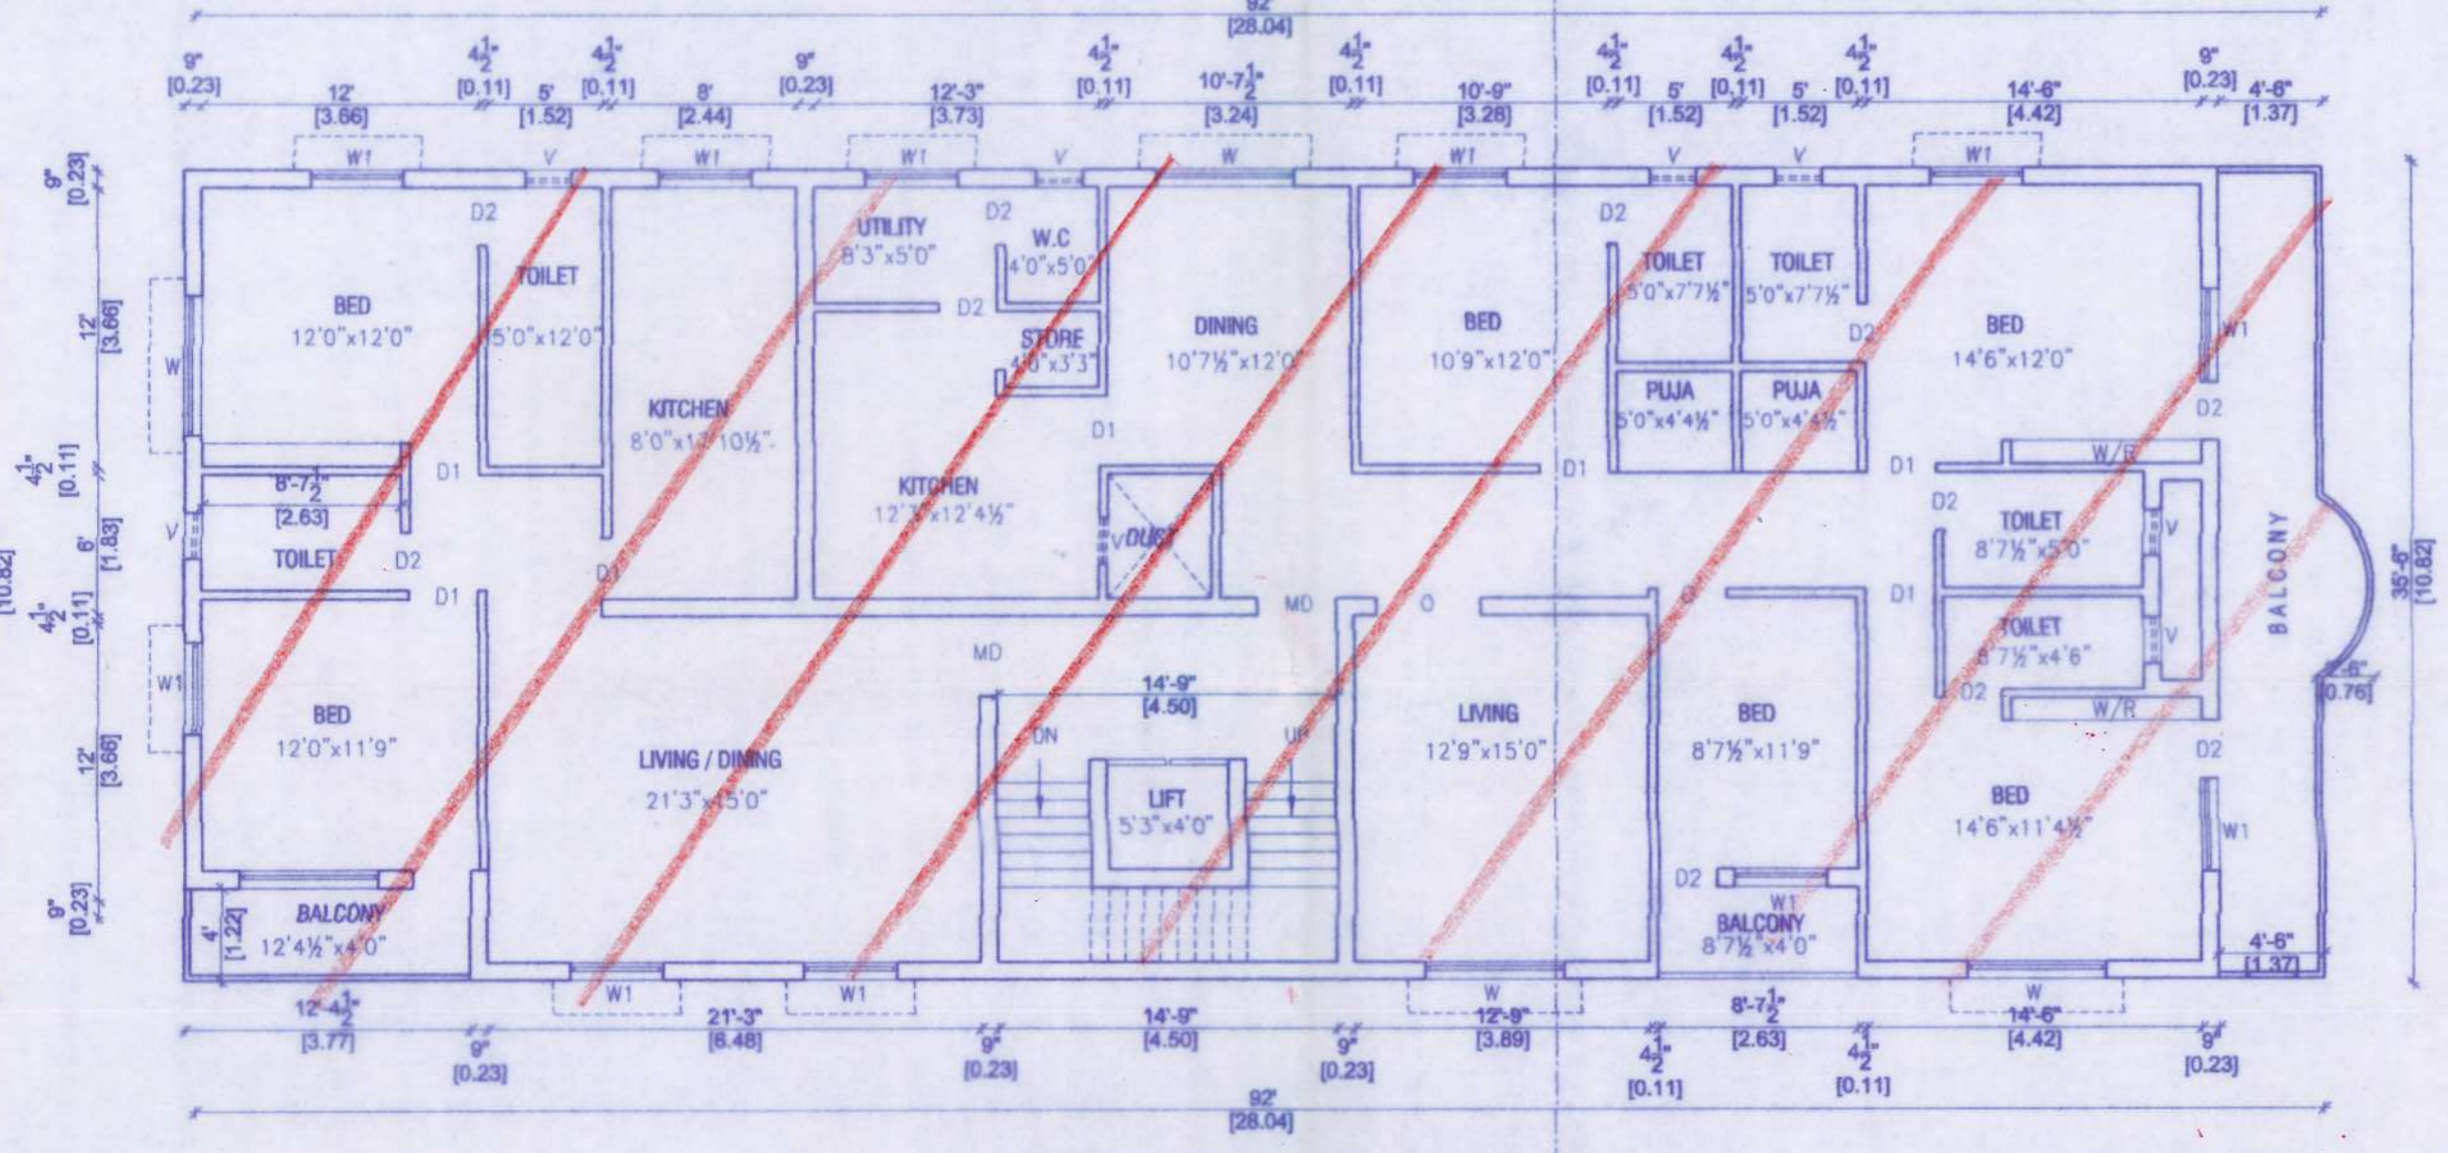 92'
[28.04]
9"
[0.23]
12'
[3.66]
4½"
[0.11]
5'
[1.52]
4½"
[0.11]
8'
[2.44]
9"
[0.23]
12'-3"
[3.73]
4½"
[0.11]
10'-7½"
[3.24]
4½"
[0.11]
10'-9"
[3.28]
4½"
[0.11]
5'
[1.52]
4½"
[0.11]
5'
[1.52]
4½"
[0.11]
14'-6"
[4.42]
9"
[0.23]
4'-6"
[1.37]
W1
V
W1
W1
V
W
W1
V
V
W1
9"
[0.23]
12'
[3.66]
4½"
[0.11]
6'
[1.83]
4½"
[0.11]
12'
[3.66]
9"
[0.23]
[10.82]
W
V
W1
D2
BED
12'0"x12'0"
TOILET
5'0"x12'0"
KITCHEN
UTILITY
8'3"x5'0"
D2
W.C
4'0"x5'0"
D2
STORE
4'0"x3'3"
DINING
10'7½"x12'0"
BED
10'9"x12'0"
D2
TOILET
5'0"x7'7½"
TOILET
5'0"x7'7½"
D2
BED
14'6"x12'0"
W1
D2
PUJA
5'0"x4'4½"
PUJA
5'0"x4'4½"
D1
D1
D1
D1
W/R
8'-7½"
[2.63]
TOILET
D2
D1
D1
KITCHEN
12'3"x12'4½"
V
DUCT
MD
O
O
D1
D2
TOILET
8'7½"x5'0"
V
TOILET
8'7½"x4'6"
V
D2
W/R
BALCONY
35'-6"
[10.82]
[0.76]
BED
12'0"x11'9"
LIVING / DINING
21'3"x15'0"
MD
14'-9"
[4.50]
DN
UP
LIFT
5'3"x4'0"
LIVING
12'9"x15'0"
BED
8'7½"x11'9"
BED
14'6"x11'4½"
D2
W1
D2
W1
BALCONY
8'7½"x4'0"
BALCONY
12'4½"x4'0"
4'
[1.22]
4'-6"
[1.37]
W1
W1
W
W
12'-4½"
[3.77]
9"
[0.23]
21'-3"
[6.48]
9"
[0.23]
14'-9"
[4.50]
9"
[0.23]
12'-9"
[3.89]
4½"
[0.11]
8'-7½"
[2.63]
4½"
[0.11]
14'-6"
[4.42]
9"
[0.23]
92'
[28.04]